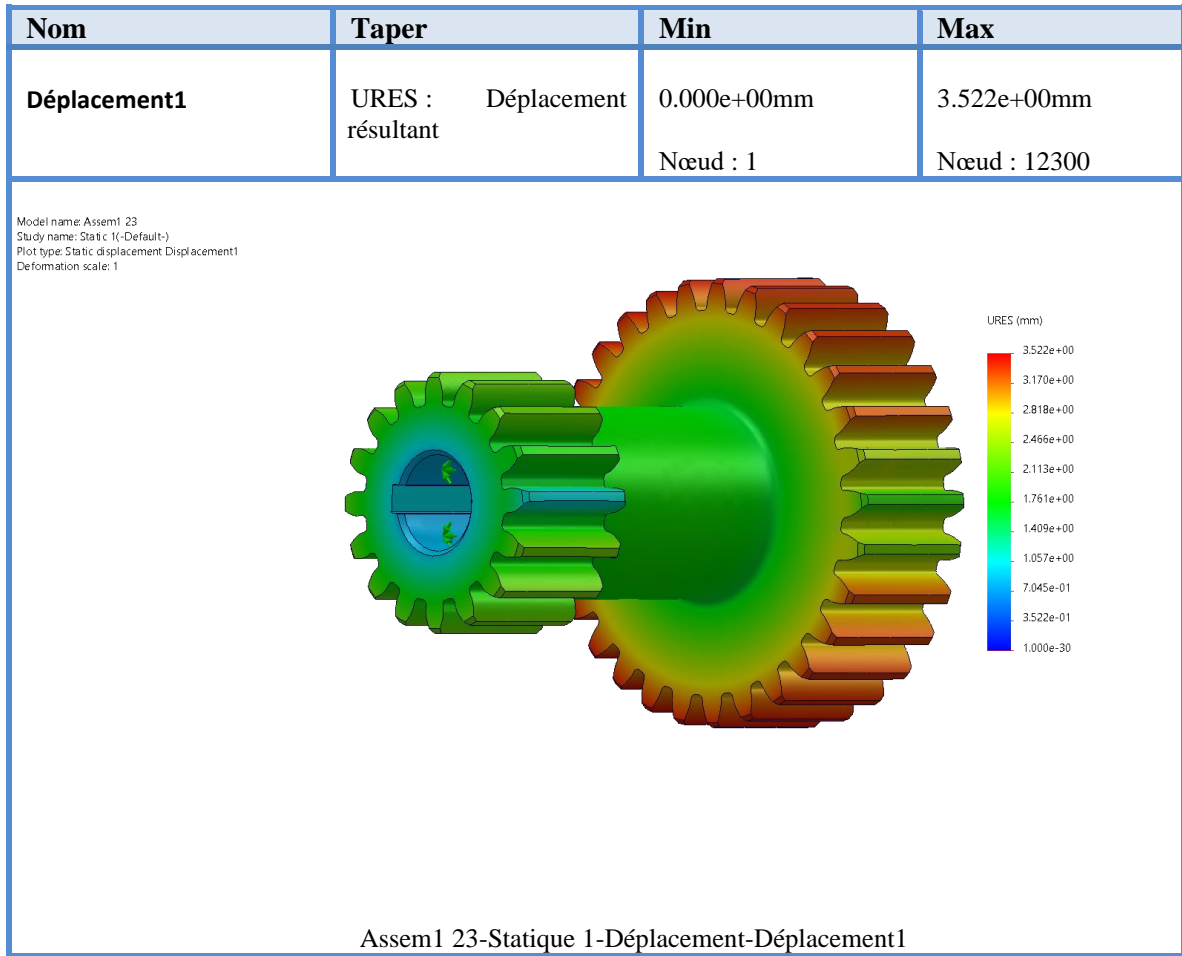 Nom Taper Min Max
Déplacement1 URES : Déplacement 0.000e+00mm 3.522e+00mm
résultant
Nœud : 1 Nœud : 12300
Model name: Assem1 23
Study name: Static 1(-Default-)
Plot type: Static displacement Displacement1
Deformation scale: 1
URES (mm)
3.522e+00
3.170e+00
2.818e+00
2.466e+00
2.113e+00
1.761e+00
1.409e+00
1.057e+00
7.045e-01
3.522e-01
1.000e-30
Assem1 23-Statique 1-Déplacement-Déplacement1